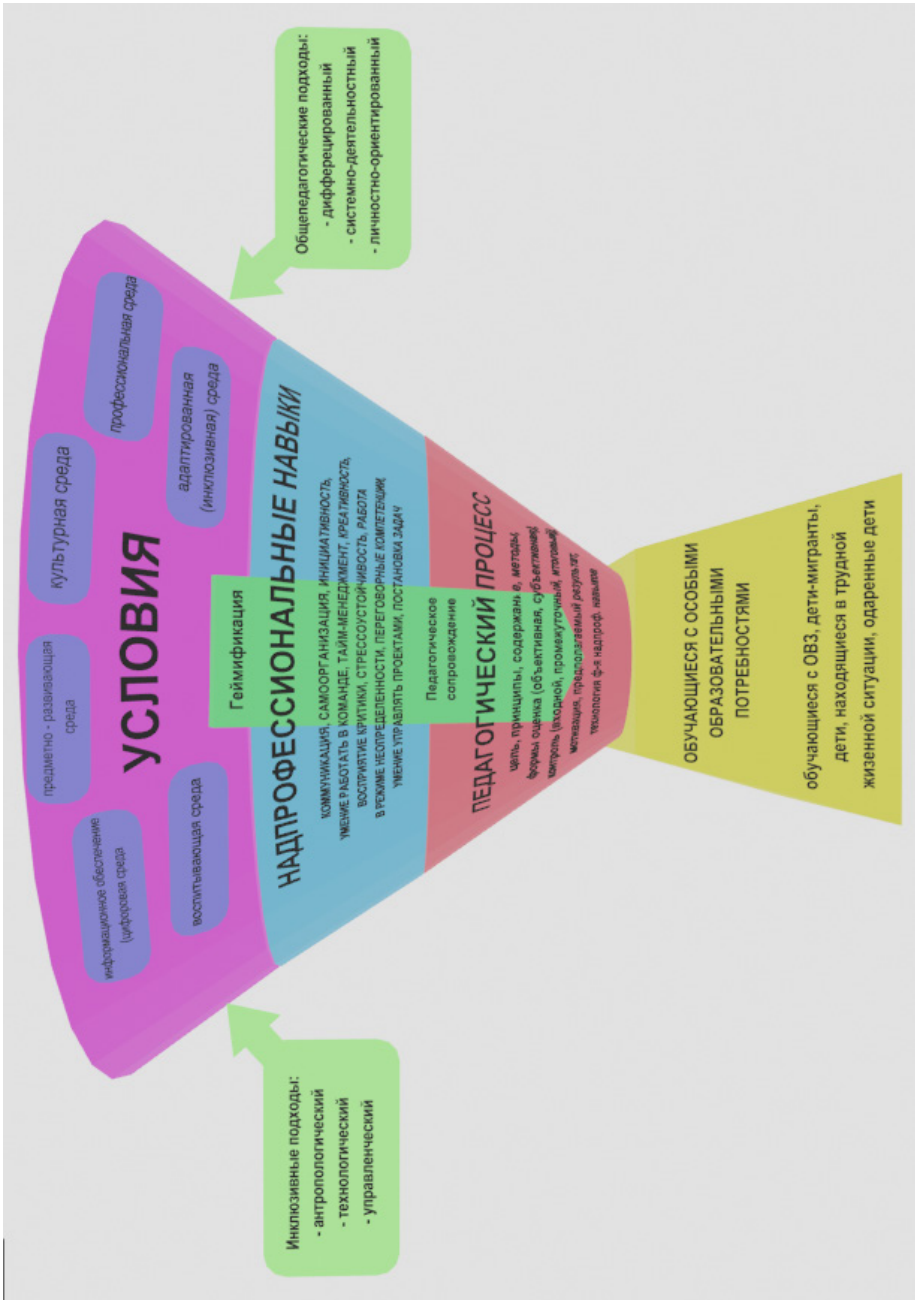 информационное обеспечение
(цифоровая среда)
предметно - развивающая
среда
культурная среда
профессиональная среда
воспитывающая среда
УСЛОВИЯ
адаптированная
(инклюзивная) среда
Инклюзивные подходы:
- антропологический
- технологический
- управленческий
Общепедагогические подходы:
- дифферецированный
- системно-деятельностный
- личностно-ориентированный
Геймификация
НАДПРОФЕССИОНАЛЬНЫЕ НАВЫКИ
КОММУНИКАЦИЯ, САМООРГАНИЗАЦИЯ, ИНИЦИАТИВНОСТЬ,
УМЕНИЕ РАБОТАТЬ В КОМАНДЕ, ТАЙМ-МЕНЕДЖМЕНТ, КРЕАТИВНОСТЬ,
ВОСПРИЯТИЕ КРИТИКИ, СТРЕССОУСТОЙЧИВОСТЬ, РАБОТА
В РЕЖИМЕ НЕОПРЕДЕЛЕННОСТИ, ПЕРЕГОВОРНЫЕ КОМПЕТЕНЦИИ,
УМЕНИЕ УПРАВЛЯТЬ ПРОЕКТАМИ, ПОСТАНОВКА ЗАДАЧ
Педагогическое
сопровождение
ПЕДАГОГИЧЕСКИЙ ПРОЦЕСС
цель, принципы, содержание, методы,
формы оценка (объективная, субъективная)
контроль (входной, промежуточный, итоговый),
мотивация, предполагаемый результат,
технология ф-я надпроф. навыков
ОБУЧАЮЩИЕСЯ С ОСОБЫМИ
ОБРАЗОВАТЕЛЬНЫМИ
ПОТРЕБНОСТЯМИ
обучающиеся с ОВЗ, дети-мигранты,
дети, находящиеся в трудной
жизенной ситуации, одаренные дети